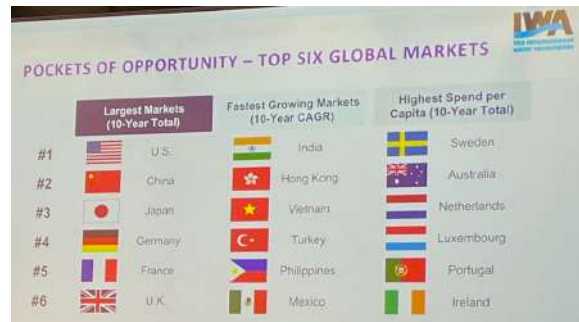 IWA
POCKETS OF OPPORTUNITY – TOP SIX GLOBAL MARKETS
Largest Markets
(10-Year Total)
Fastest Growing Markets
(10-Year CAGR)
Highest Spend per
Capita (10-Year Total)
#1 U.S. India Sweden
#2 China Hong Kong Australia
#3 Japan Vietnam Netherlands
#4 Germany Turkey Luxembourg
#5 France Philippines Portugal
#6 U.K. Mexico Ireland